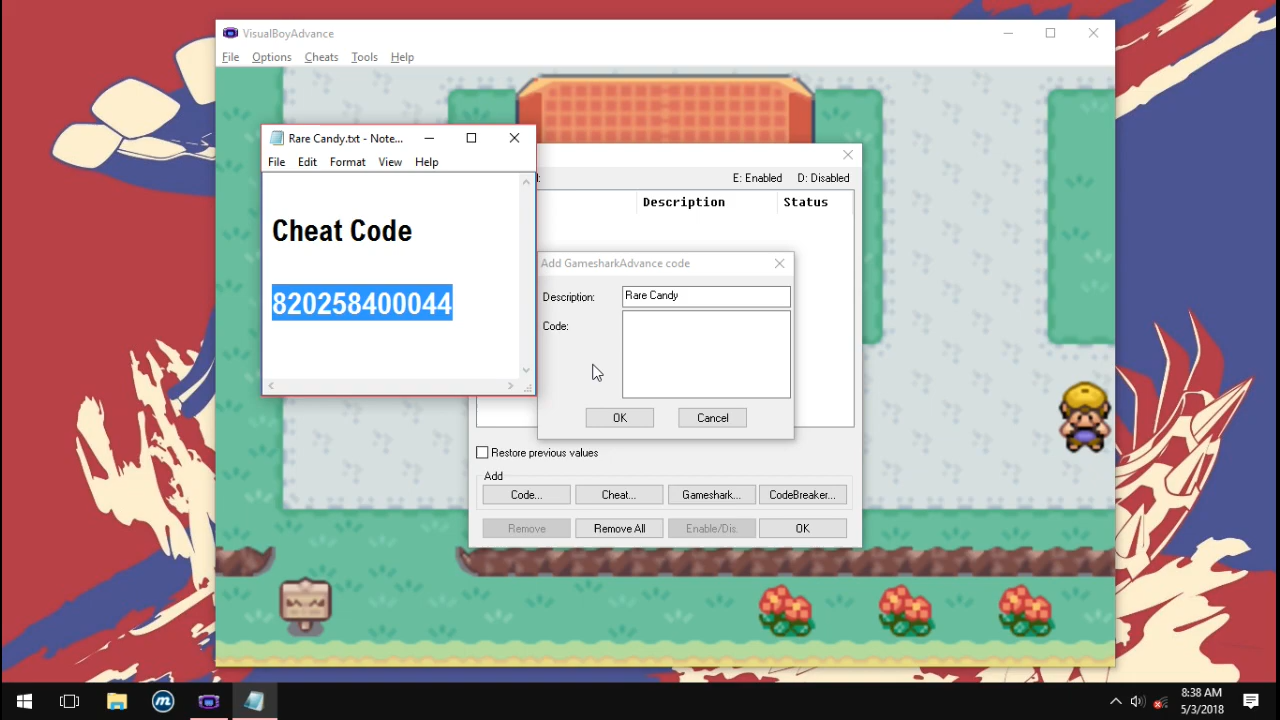 VisualBoyAdvance
File Options Cheats Tools Help
Rare Candy.txt - Note...
File Edit Format View Help
Cheat Code
820258400044
E: Enabled D: Disabled
Description Status
Add GamesharkAdvance code
Description: Rare Candy
Code:
OK Cancel
Restore previous values
Add
Code... Cheat... Gameshark... CodeBreaker...
Remove Remove All Enable/Dis. OK
8:38 AM
5/3/2018